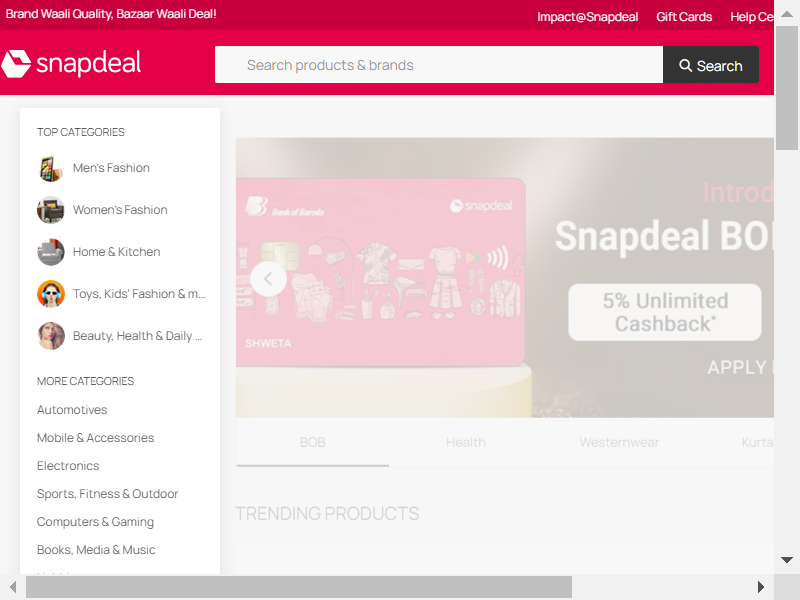 Brand Waali Quality, Bazaar Waali Deal!
Impact@Snapdeal
Gift Cards
Help Ce
snapdeal
Search products & brands
Search
TOP CATEGORIES
Men's Fashion
Women's Fashion
Home & Kitchen
Toys, Kids' Fashion & m...
Beauty, Health & Daily ...
MORE CATEGORIES
Automotives
Mobile & Accessories
Electronics
Sports, Fitness & Outdoor
Computers & Gaming
Books, Media & Music
Bank of Baroda
snapdeal
SHWETA
Introd
Snapdeal BOB
5% Unlimited
Cashback*
APPLY
BOB
Health
Westernwear
Kurta
TRENDING PRODUCTS